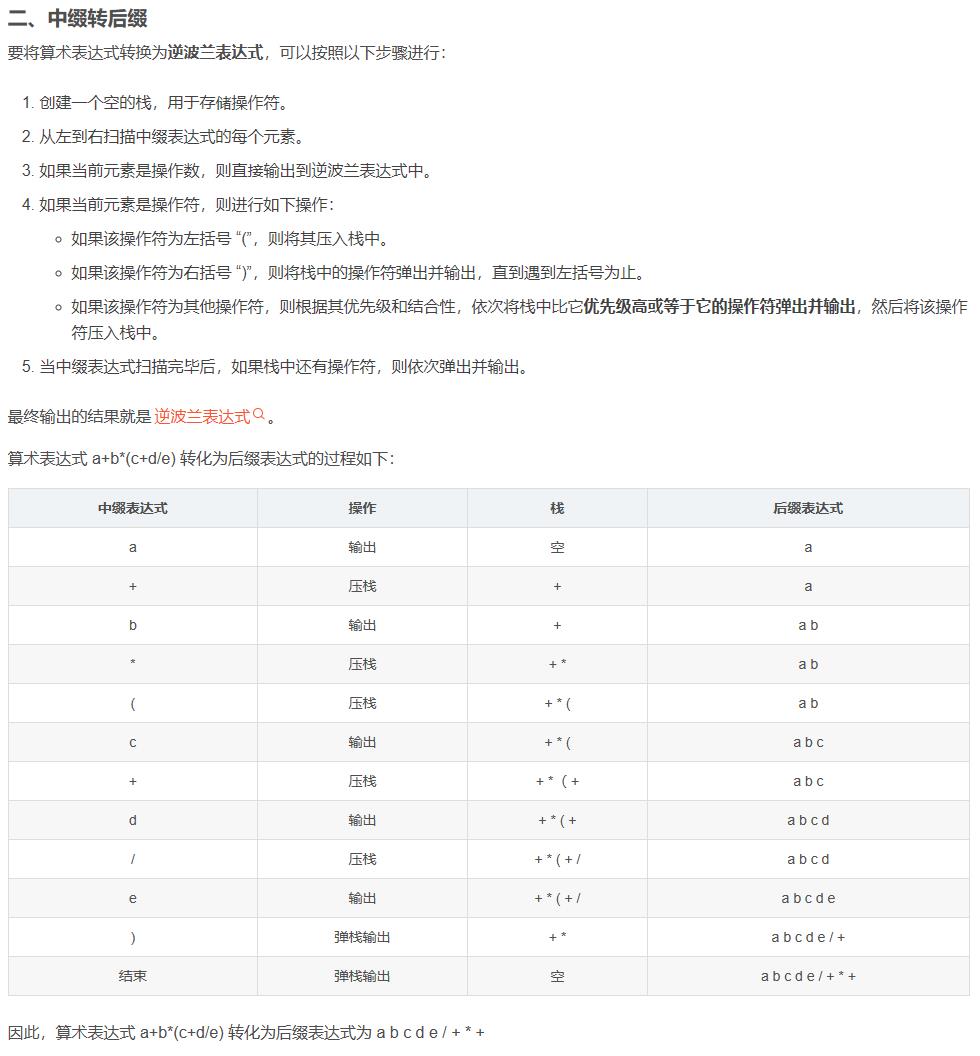 二、中缀转后缀
要将算术表达式转换为逆波兰表达式，可以按照以下步骤进行：
1. 创建一个空的栈，用于存储操作符。
2. 从左到右扫描中缀表达式的每个元素。
3. 如果当前元素是操作数，则直接输出到逆波兰表达式中。
4. 如果当前元素是操作符，则进行如下操作：
如果该操作符为左括号 “(”，则将其压入栈中。
如果该操作符为右括号 “)”，则将栈中的操作符弹出并输出，直到遇到左括号为止。
如果该操作符为其他操作符，则根据其优先级和结合性，依次将栈中比它优先级高或等于它的操作符弹出并输出，然后将该操作
符压入栈中。
5. 当中缀表达式扫描完毕后，如果栈中还有操作符，则依次弹出并输出。
最终输出的结果就是 逆波兰表达式。
算术表达式 a+b*(c+d/e) 转化为后缀表达式的过程如下：
中缀表达式 操作 栈 后缀表达式
a 输出 空 a
+ 压栈 + a
b 输出 + a b
* 压栈 + * a b
( 压栈 + * ( a b
c 输出 + * ( a b c
+ 压栈 + *（ + a b c
d 输出 + * ( + a b c d
/ 压栈 + * ( + / a b c d
e 输出 + * ( + / a b c d e
) 弹栈输出 + * a b c d e / +
结束 弹栈输出 空 a b c d e / + * +
因此，算术表达式 a+b*(c+d/e) 转化为后缀表达式为 a b c d e / + * +